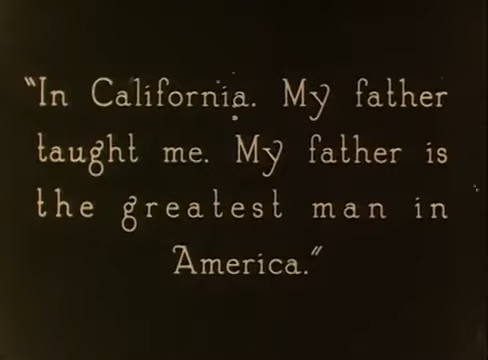 "In California. My father
taught me. My father is
the greatest man in
America."